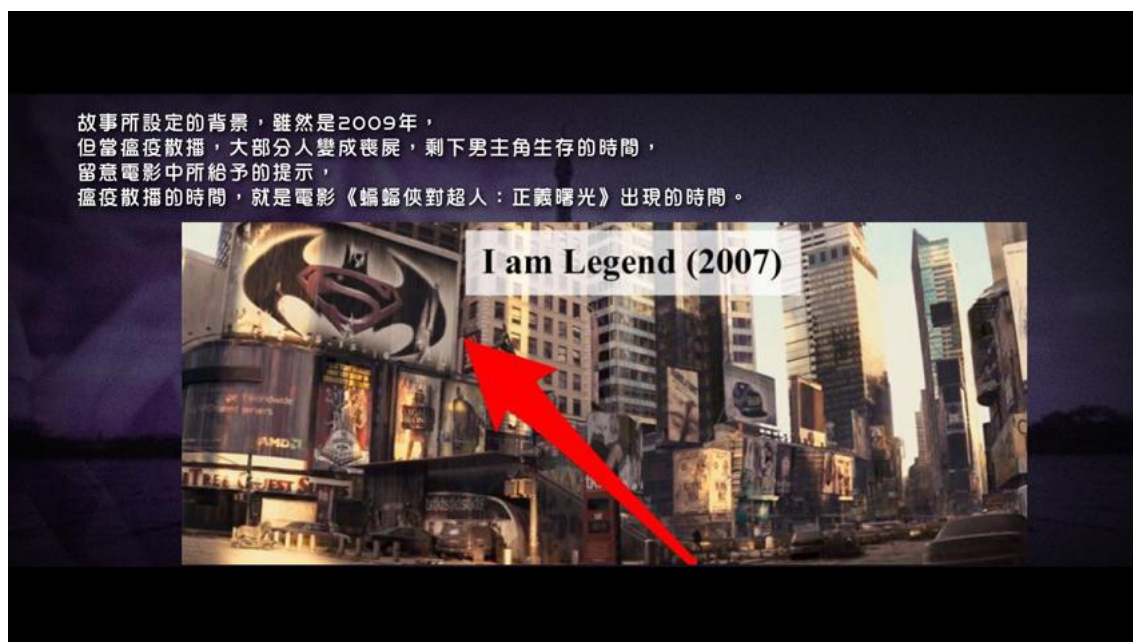 故事所設定的背景，雖然是2009年，
但當瘟疫散播，大部分人變成喪屍，剩下男主角生存的時間，
留意電影中所給予的提示，
瘟疫散播的時間，就是電影《蝙蝠俠對超人：正義曙光》出現的時間。
I am Legend (2007)
AMD